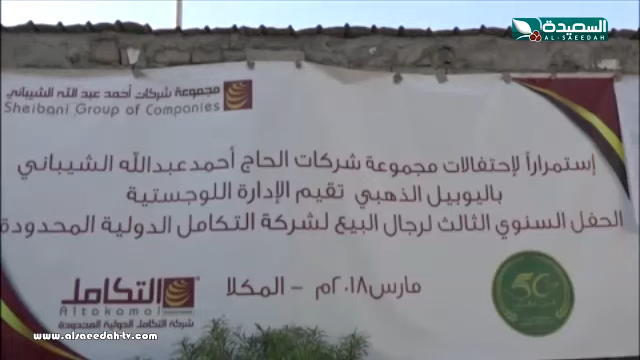 السعيدة
AL-SAEEDAH
مجموعة شركات أحمد عبد الله الشيباني
Sheibani Group of Companies
إستمراراً لإحتفالات مجموعة شركات الحاج أحمد عبدالله الشيباني
باليوبيل الذهبي تقيم الإدارة اللوجستية
الحفل السنوي الثالث لرجال البيع لشركة التكامل الدولية المحدودة
مارس ٢٠١٨م - المكلا
التكامل
Altakamol
شركة التكامل الدولية المحدودة
50
www.alsaeedah-tv.com